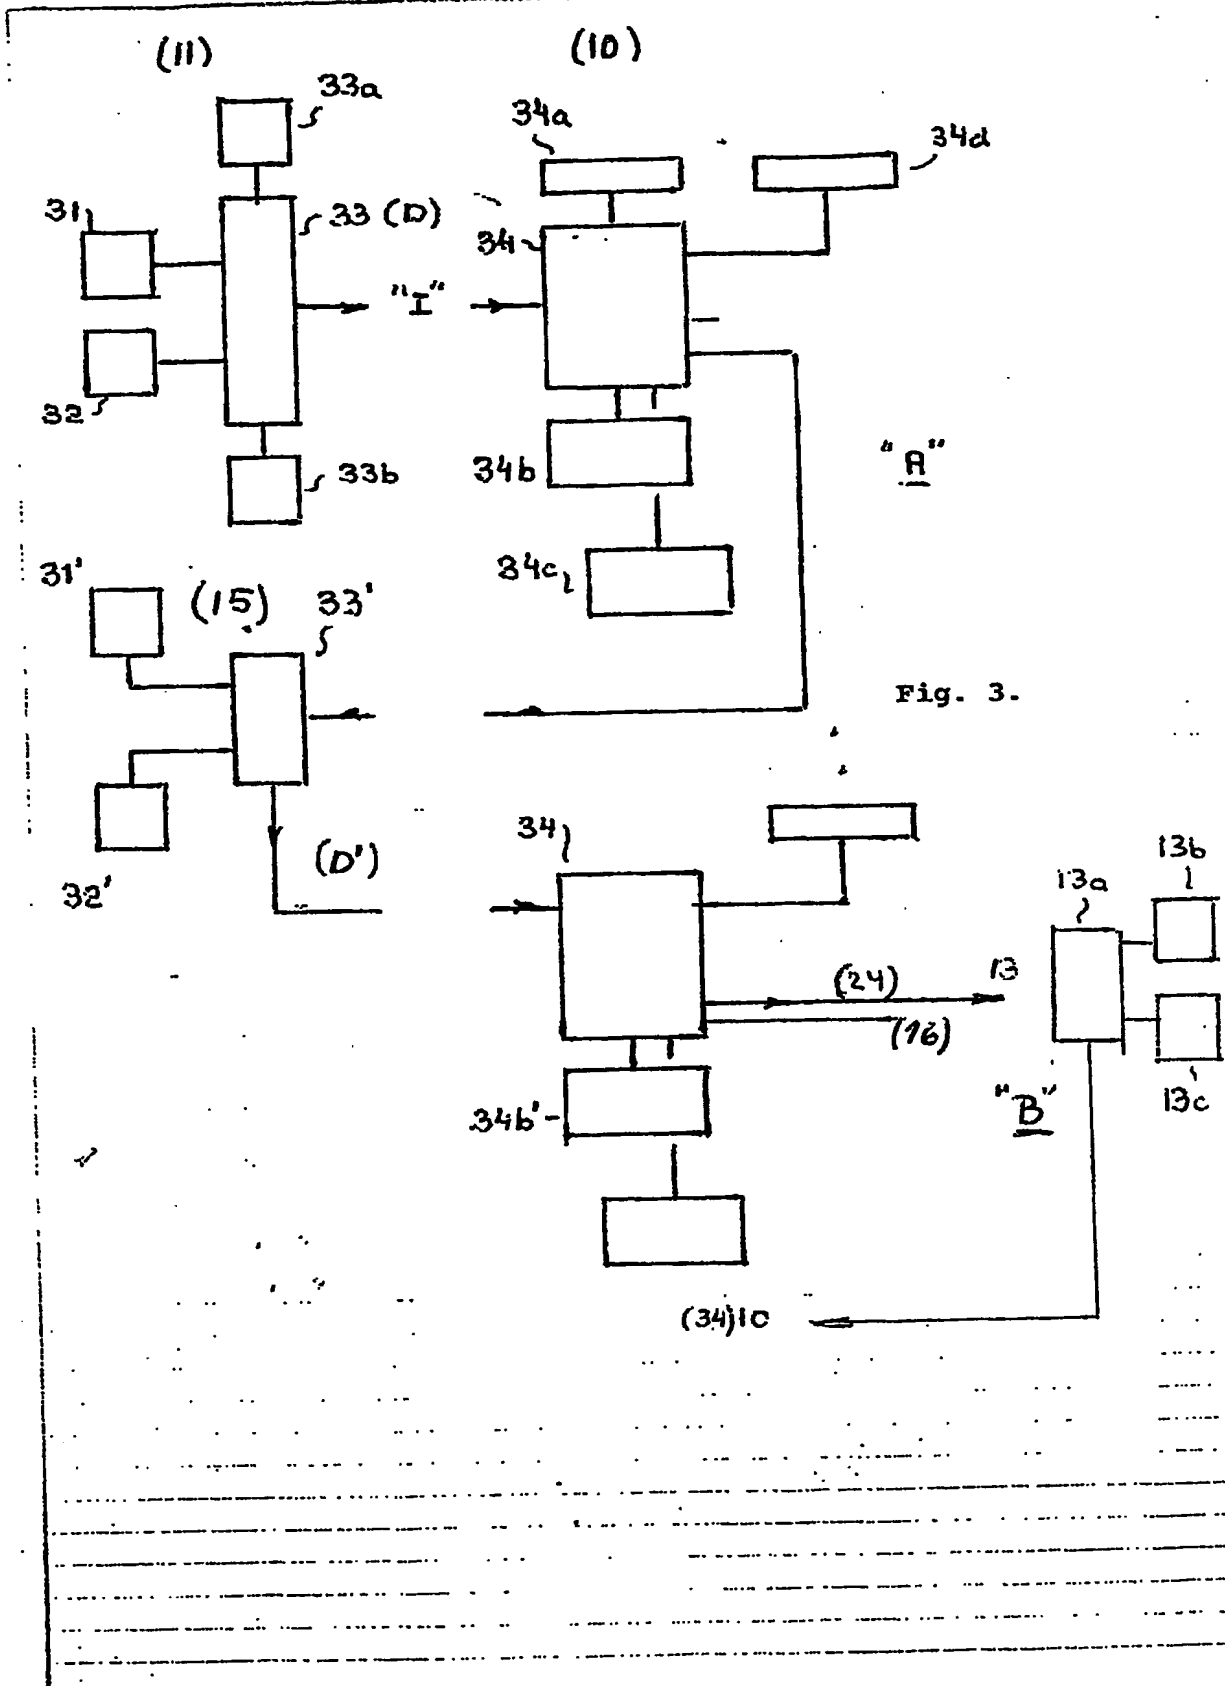 (11)
(10)
33a
34a
34d
31
33 (D)
34
"I"
32
34b
"A"
33b
34c
31'
(15)
33'
Fig. 3.
34
13b
(D')
13a
32'
13
(24)
(16)
34b'
"B"
13c
(34)10